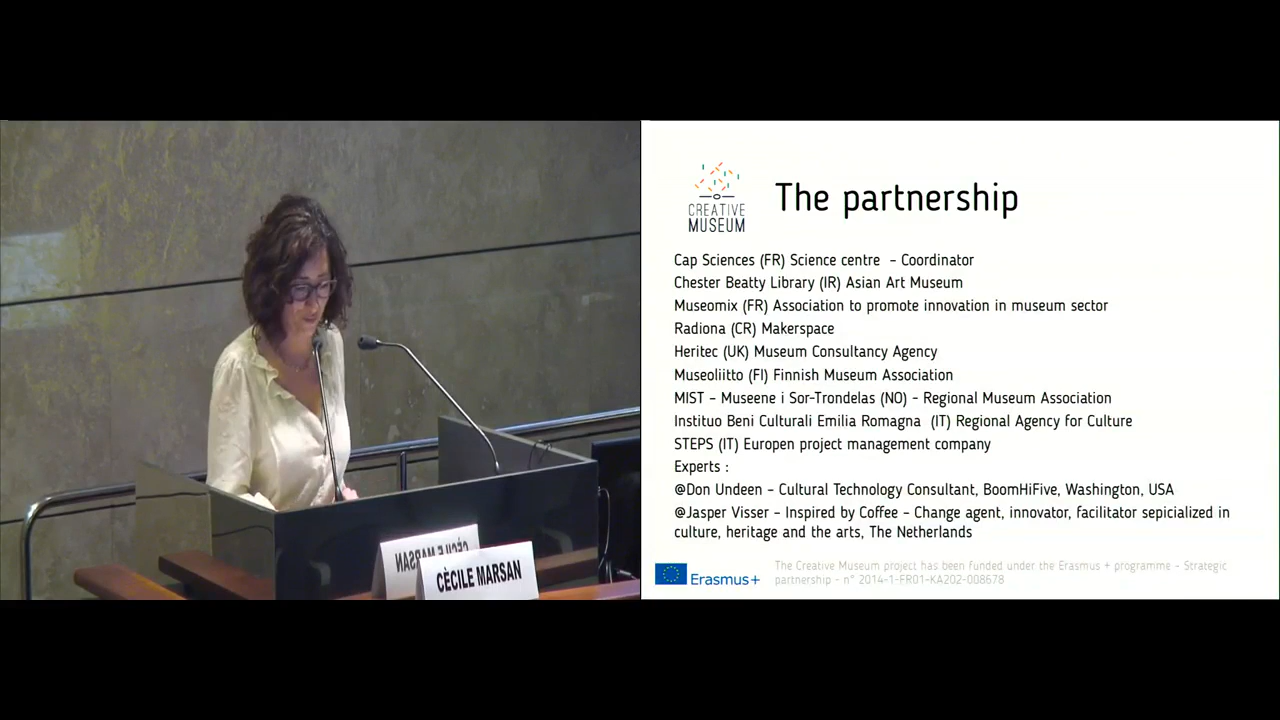 CREATIVE
MUSEUM
The partnership
Cap Sciences (FR) Science centre – Coordinator
Chester Beatty Library (IR) Asian Art Museum
Museomix (FR) Association to promote innovation in museum sector
Radiona (CR) Makerspace
Heritec (UK) Museum Consultancy Agency
Museoliitto (FI) Finnish Museum Association
MIST – Museene i Sor-Trondelas (NO) – Regional Museum Association
Instituo Beni Culturali Emilia Romagna (IT) Regional Agency for Culture
STEPS (IT) Europen project management company
Experts :
@Don Undeen – Cultural Technology Consultant, BoomHiFive, Washington, USA
@Jasper Visser – Inspired by Coffee – Change agent, innovator, facilitator sepicialized in
culture, heritage and the arts, The Netherlands
Erasmus+
The Creative Museum project has been funded under the Erasmus + programme – Strategic
partnership – n° 2014-1-FR01-KA202-008678
CÈCILE MARSAN
CÈCILE MARSAN